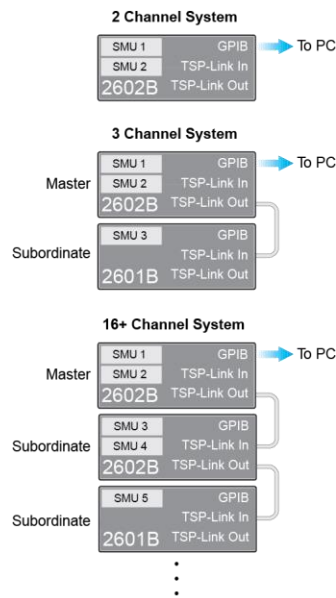 2 Channel System
SMU 1 GPIB To PC
SMU 2 TSP-Link In
2602B TSP-Link Out
3 Channel System
SMU 1 GPIB To PC
Master SMU 2 TSP-Link In
2602B TSP-Link Out
SMU 3 GPIB
Subordinate TSP-Link In
2601B TSP-Link Out
16+ Channel System
SMU 1 GPIB To PC
Master SMU 2 TSP-Link In
2602B TSP-Link Out
SMU 3 GPIB
Subordinate SMU 4 TSP-Link In
2602B TSP-Link Out
SMU 5 GPIB
Subordinate TSP-Link In
2601B TSP-Link Out